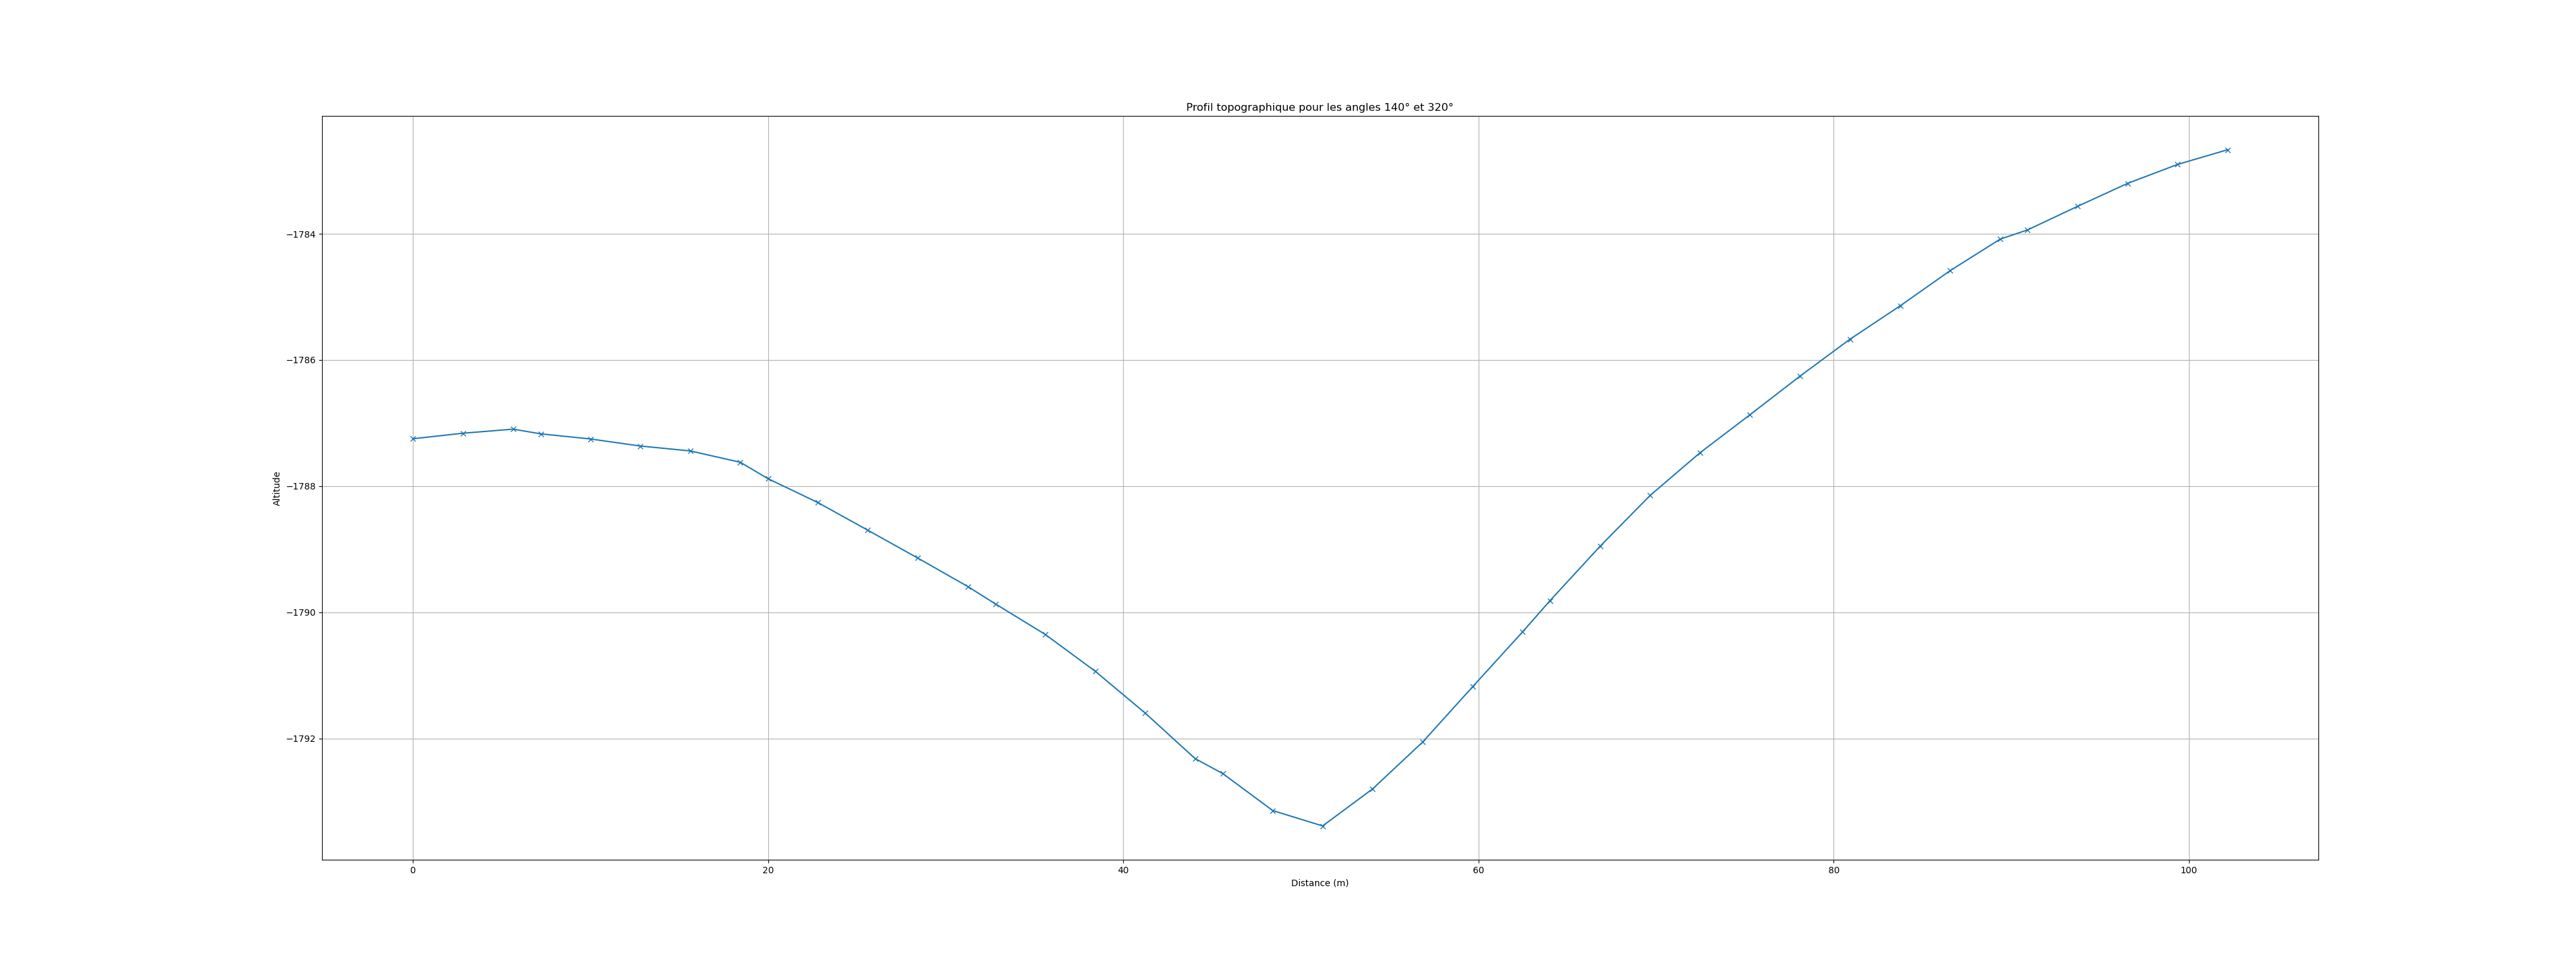 Profil topographique pour les angles 140° et 320°
−1784
−1786
−1788
−1790
−1792
Altitude
0 20 40 60 80 100
Distance (m)